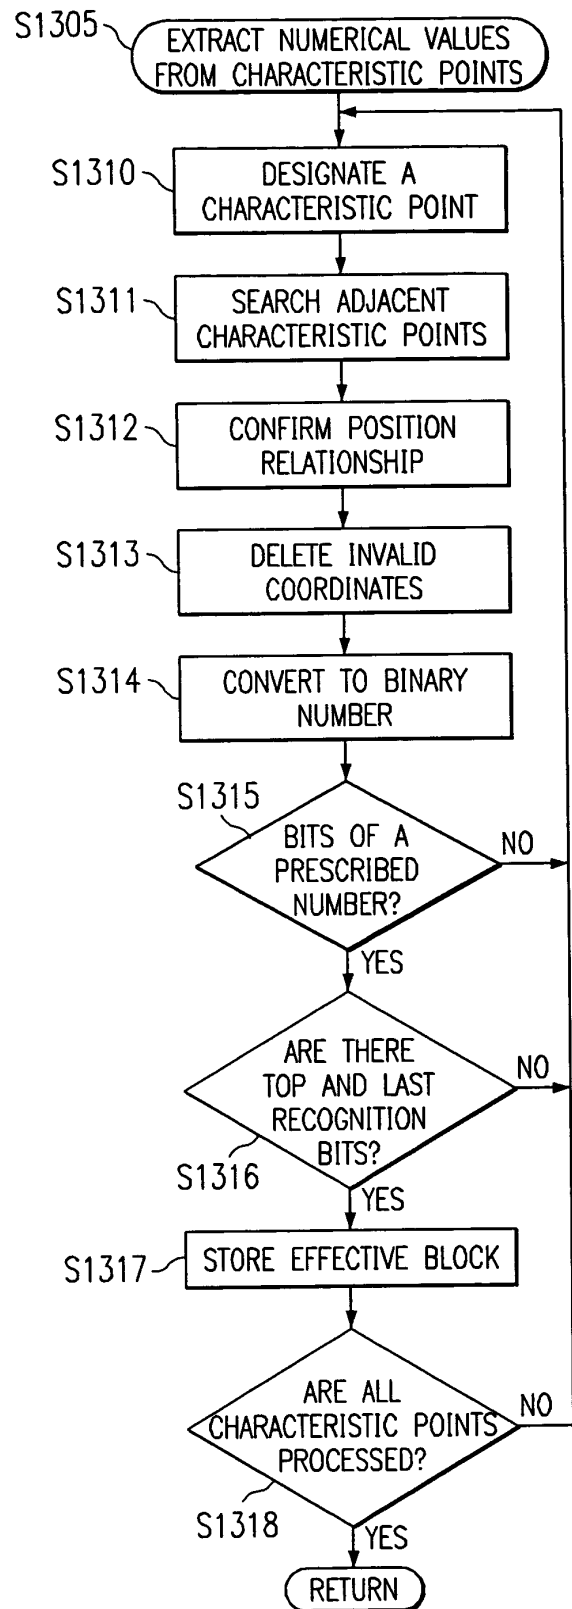 S1305
EXTRACT NUMERICAL VALUES
FROM CHARACTERISTIC POINTS
S1310
DESIGNATE A
CHARACTERISTIC POINT
S1311
SEARCH ADJACENT
CHARACTERISTIC POINTS
S1312
CONFIRM POSITION
RELATIONSHIP
S1313
DELETE INVALID
COORDINATES
S1314
CONVERT TO BINARY
NUMBER
S1315
BITS OF A
PRESCRIBED
NUMBER?
NO
YES
ARE THERE
TOP AND LAST
RECOGNITION
BITS?
NO
S1316
YES
S1317
STORE EFFECTIVE BLOCK
ARE ALL
CHARACTERISTIC POINTS
PROCESSED?
NO
S1318
YES
RETURN